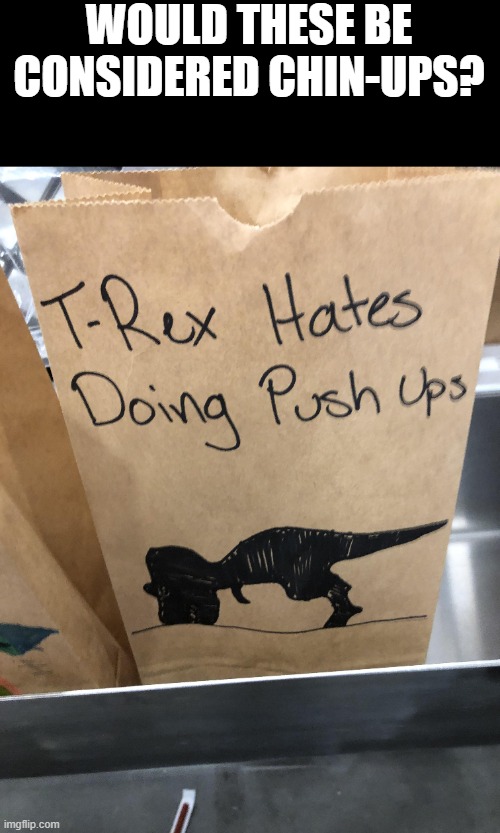 WOULD THESE BE
CONSIDERED CHIN-UPS?
T-Rex Hates
Doing Push Ups
imgflip.com